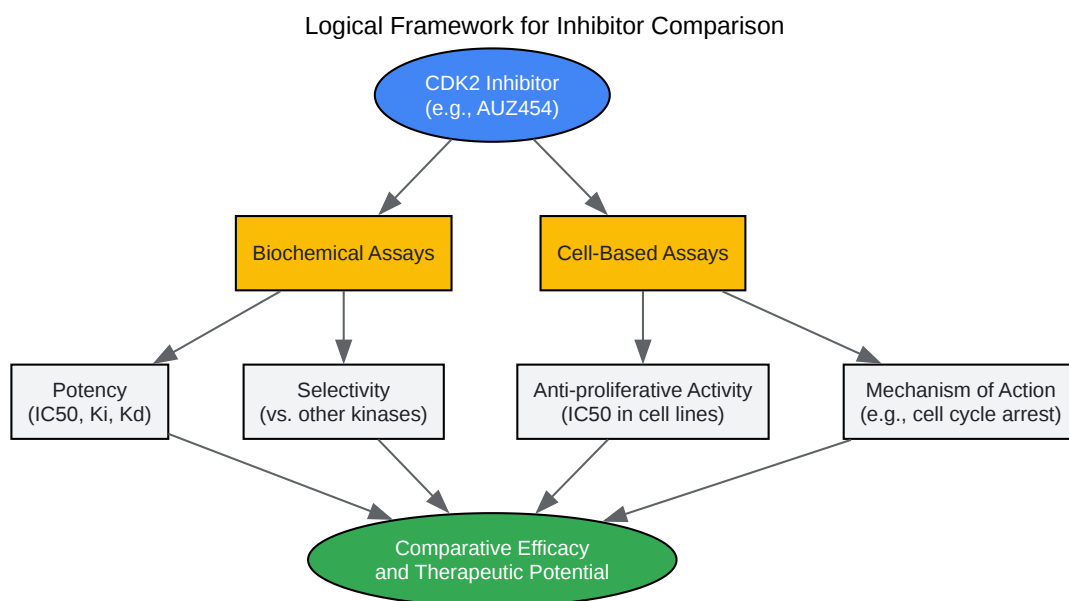 Logical Framework for Inhibitor Comparison
CDK2 Inhibitor
(e.g., AUZ454)
Biochemical Assays
Cell-Based Assays
Potency
(IC50, Ki, Kd)
Selectivity
(vs. other kinases)
Anti-proliferative Activity
(IC50 in cell lines)
Mechanism of Action
(e.g., cell cycle arrest)
Comparative Efficacy
and Therapeutic Potential